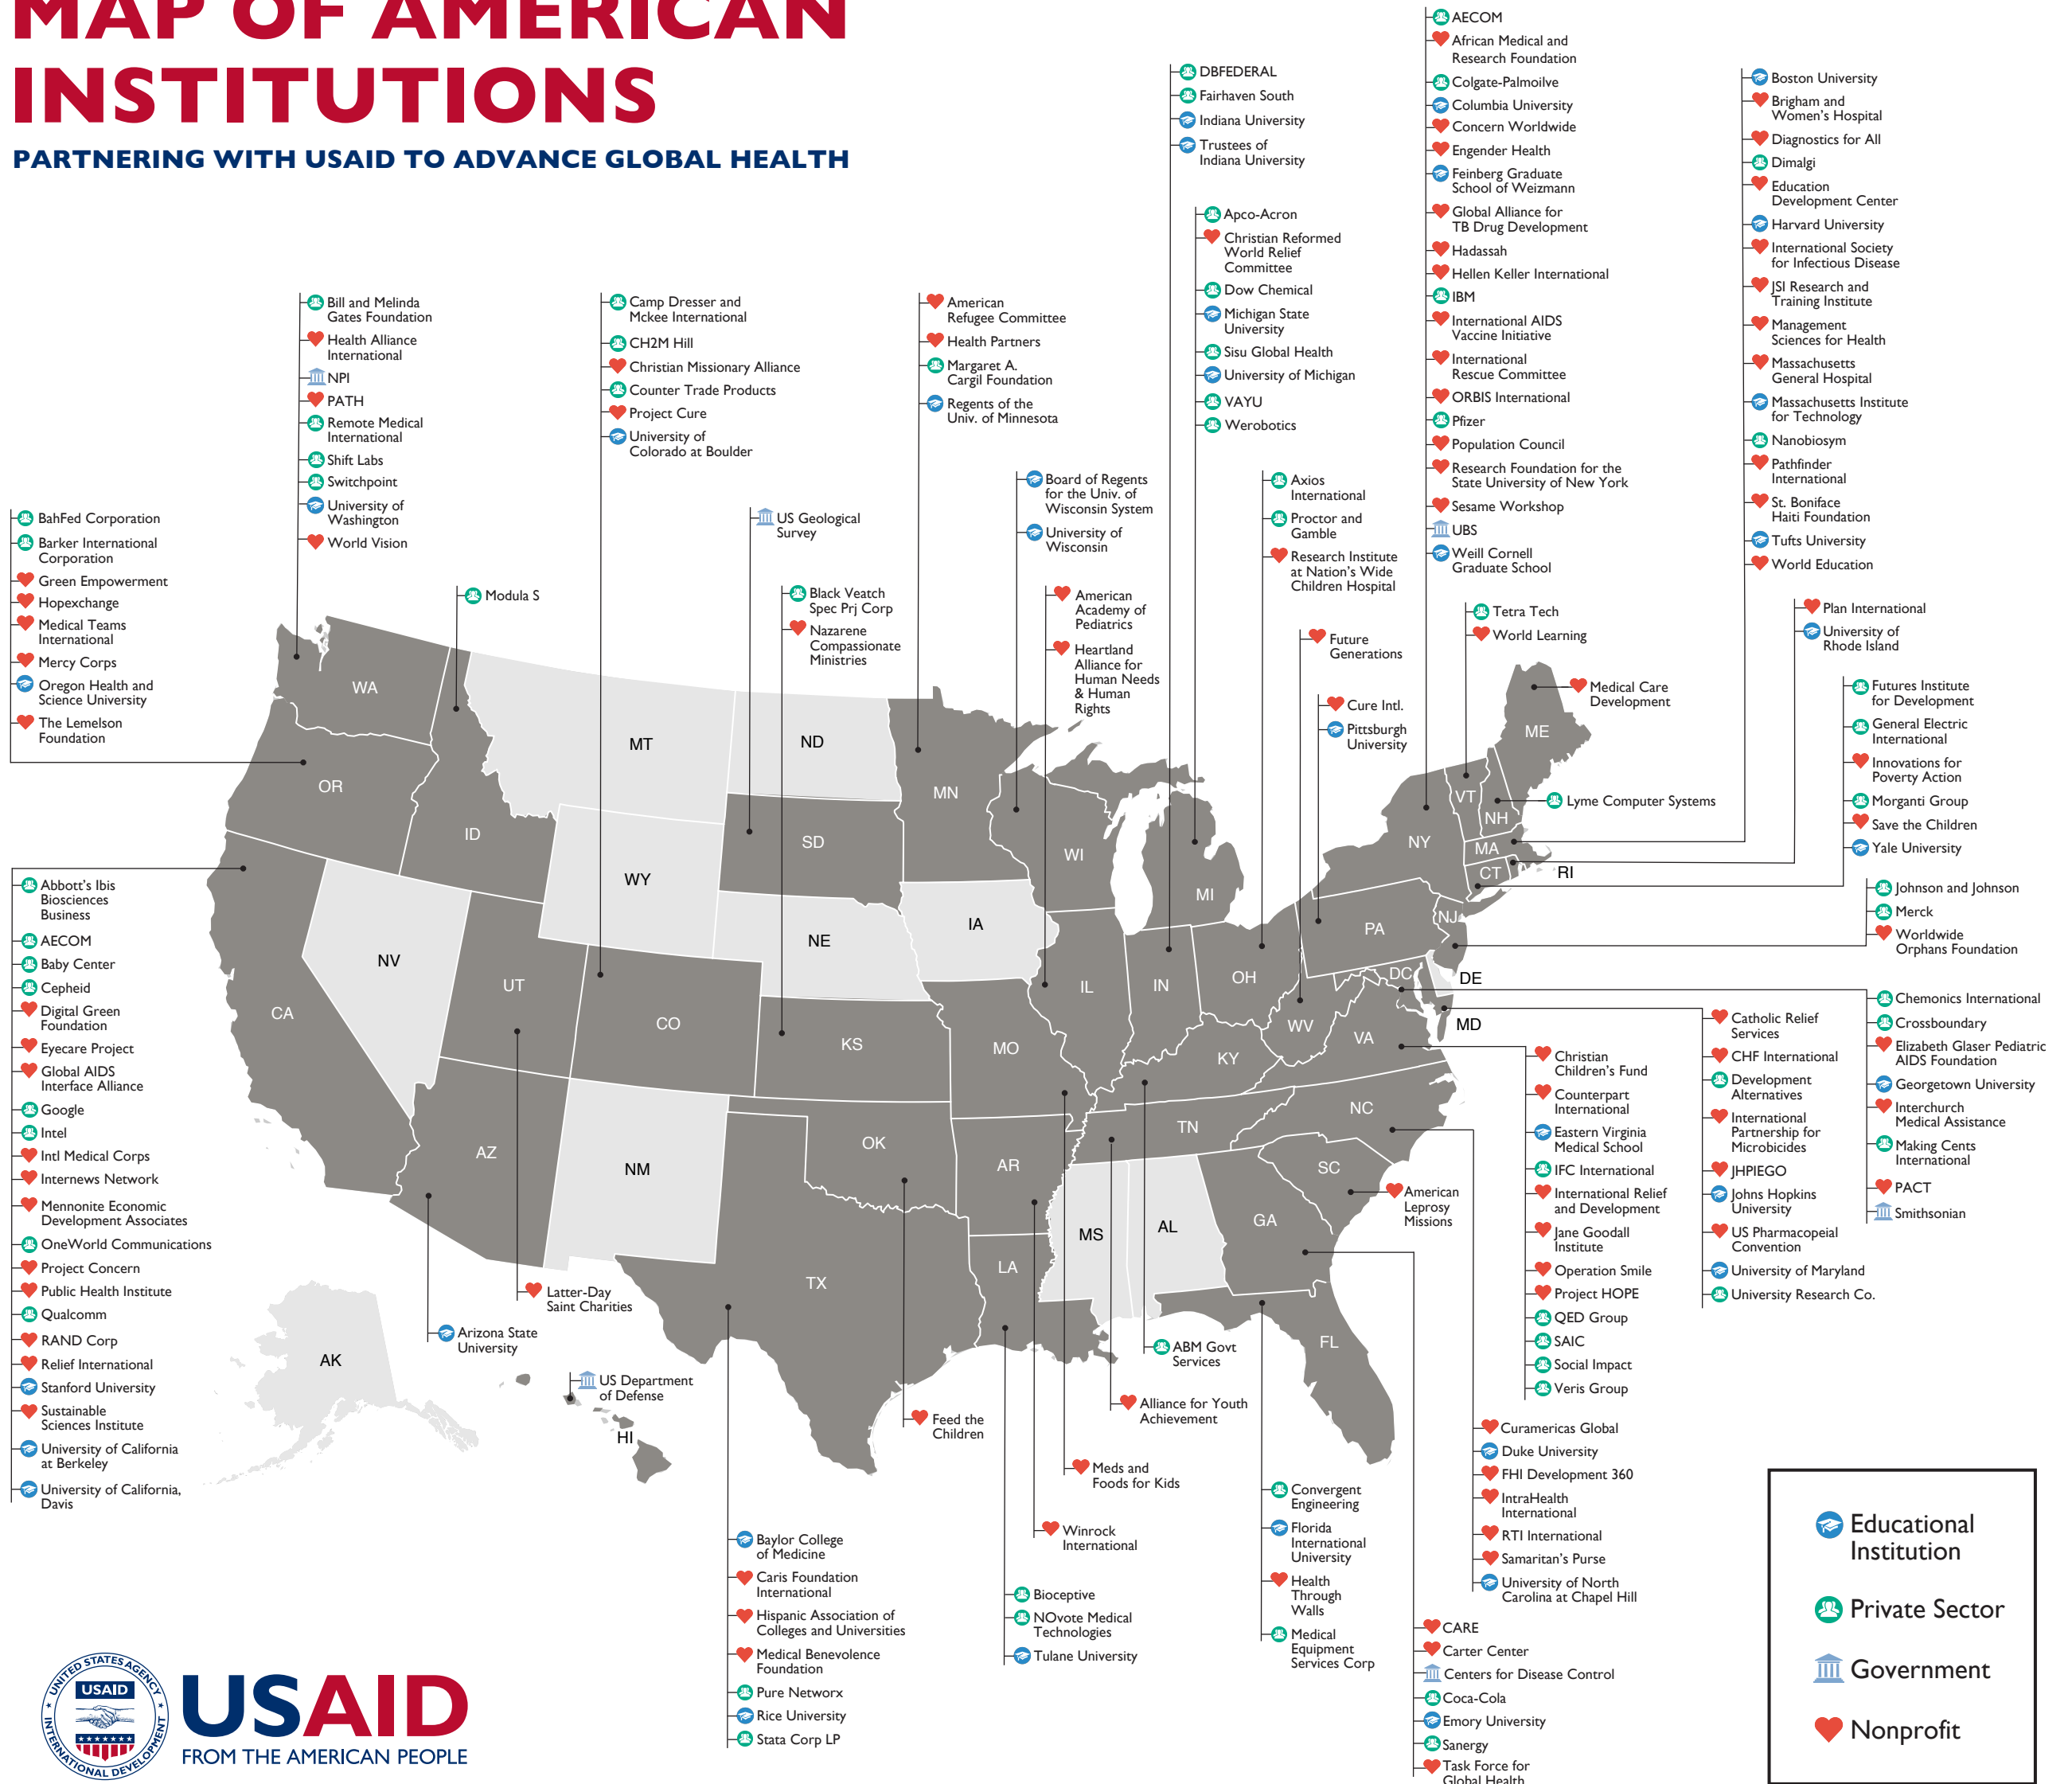 MAP OF AMERICAN
INSTITUTIONS
PARTNERING WITH USAID TO ADVANCE GLOBAL HEALTH
BahFed Corporation
Barker International
Corporation
Green Empowerment
Hopexchange
Medical Teams
International
Mercy Corps
Oregon Health and
Science University
The Lemelson
Foundation
Bill and Melinda
Gates Foundation
Health Alliance
International
NPI
PATH
Remote Medical
International
Shift Labs
Switchpoint
University of
Washington
World Vision
Modula S
Camp Dresser and
Mckee International
CH2M Hill
Christian Missionary Alliance
Counter Trade Products
Project Cure
University of
Colorado at Boulder
US Geological
Survey
Black Veatch
Spec Prj Corp
Nazarene
Compassionate
Ministries
American
Refugee Committee
Health Partners
Margaret A.
Cargil Foundation
Regents of the
Univ. of Minnesota
Board of Regents
for the Univ. of
Wisconsin System
University of
Wisconsin
American
Academy of
Pediatrics
Heartland
Alliance for
Human Needs
& Human
Rights
DBFEDERAL
Fairhaven South
Indiana University
Trustees of
Indiana University
Apco-Acron
Christian Reformed
World Relief
Committee
Dow Chemical
Michigan State
University
Sisu Global Health
University of Michigan
VAYU
Werobotics
Axios
International
Proctor and
Gamble
Research Institute
at Nation's Wide
Children Hospital
Future
Generations
Cure Intl.
Pittsburgh
University
AECOM
African Medical and
Research Foundation
Colgate-Palmoilve
Columbia University
Concern Worldwide
Engender Health
Feinberg Graduate
School of Weizmann
Global Alliance for
TB Drug Development
Hadassah
Hellen Keller International
IBM
International AIDS
Vaccine Initiative
International
Rescue Committee
ORBIS International
Pfizer
Population Council
Research Foundation for the
State University of New York
Sesame Workshop
UBS
Weill Cornell
Graduate School
Tetra Tech
World Learning
Medical Care
Development
Lyme Computer Systems
Boston University
Brigham and
Women's Hospital
Diagnostics for All
Dimalgi
Education
Development Center
Harvard University
International Society
for Infectious Disease
JSI Research and
Training Institute
Management
Sciences for Health
Massachusetts
General Hospital
Massachusetts Institute
for Technology
Nanobiosym
Pathfinder
International
St. Boniface
Haiti Foundation
Tufts University
World Education
Plan International
University of
Rhode Island
Futures Institute
for Development
General Electric
International
Innovations for
Poverty Action
Morganti Group
Save the Children
Yale University
Johnson and Johnson
Merck
Worldwide
Orphans Foundation
Chemonics International
Crossboundary
Elizabeth Glaser Pediatric
AIDS Foundation
Georgetown University
Interchurch
Medical Assistance
Making Cents
International
PACT
Smithsonian
Catholic Relief
Services
CHF International
Development
Alternatives
International
Partnership for
Microbicides
JHPIEGO
Johns Hopkins
University
US Pharmacopeial
Convention
University of Maryland
University Research Co.
Christian
Children's Fund
Counterpart
International
Eastern Virginia
Medical School
IFC International
International Relief
and Development
Jane Goodall
Institute
Operation Smile
Project HOPE
QED Group
SAIC
Social Impact
Veris Group
American
Leprosy
Missions
Curamericas Global
Duke University
FHI Development 360
IntraHealth
International
RTI International
Samaritan's Purse
University of North
Carolina at Chapel Hill
CARE
Carter Center
Centers for Disease Control
Coca-Cola
Emory University
Sanergy
Task Force for
Global Health
Convergent
Engineering
Florida
International
University
Health
Through
Walls
Medical
Equipment
Services Corp
ABM Govt
Services
Alliance for Youth
Achievement
Meds and
Foods for Kids
Winrock
International
Bioceptive
NOvote Medical
Technologies
Tulane University
Feed the
Children
Baylor College
of Medicine
Caris Foundation
International
Hispanic Association of
Colleges and Universities
Medical Benevolence
Foundation
Pure Networx
Rice University
Stata Corp LP
US Department
of Defense
Latter-Day
Saint Charities
Arizona State
University
Abbott's Ibis
Biosciences
Business
AECOM
Baby Center
Cepheid
Digital Green
Foundation
Eyecare Project
Global AIDS
Interface Alliance
Google
Intel
Intl Medical Corps
Internews Network
Mennonite Economic
Development Associates
OneWorld Communications
Project Concern
Public Health Institute
Qualcomm
RAND Corp
Relief International
Stanford University
Sustainable
Sciences Institute
University of California
at Berkeley
University of California,
Davis
WA
OR
ID
MT
ND
MN
SD
WY
WI
MI
NE
IA
NV
UT
CO
CA
KS
MO
IL
IN
OH
PA
NY
VT
NH
ME
MA
CT
RI
NJ
DE
DC
MD
WV
VA
KY
NC
TN
SC
GA
AL
MS
AR
OK
NM
AZ
TX
LA
FL
AK
HI
Educational
Institution
Private Sector
Government
Nonprofit
UNITED STATES AGENCY
USAID
INTERNATIONAL DEVELOPMENT
USAID
FROM THE AMERICAN PEOPLE